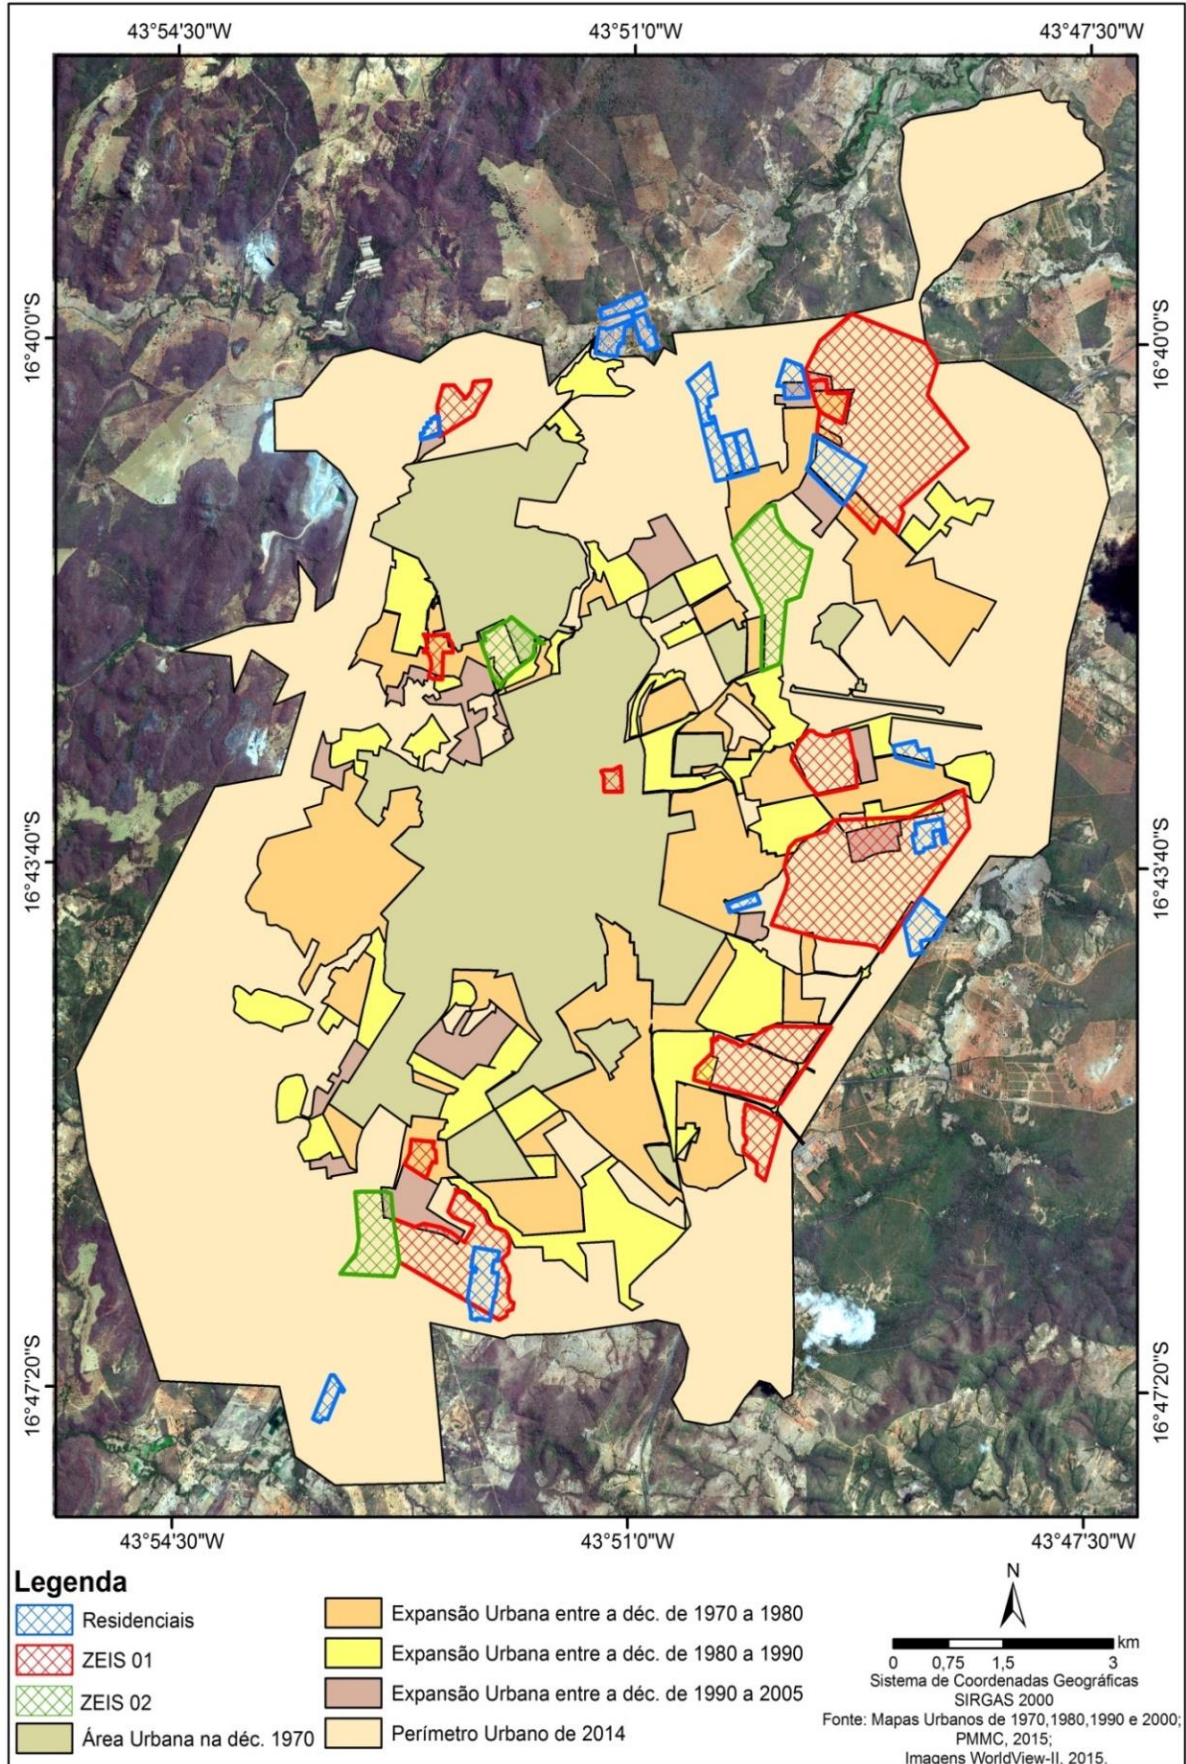 43°54'30"W
43°51'0"W
43°47'30"W
16°40'0"S
16°40'0"S
16°43'40"S
16°43'40"S
16°47'20"S
16°47'20"S
43°54'30"W
43°51'0"W
43°47'30"W
Legenda
Residenciais
ZEIS 01
ZEIS 02
Área Urbana na déc. 1970
Expansão Urbana entre a déc. de 1970 a 1980
Expansão Urbana entre a déc. de 1980 a 1990
Expansão Urbana entre a déc. de 1990 a 2005
Perímetro Urbano de 2014
N
km
0 0,75 1,5 3
Sistema de Coordenadas Geográficas
SIRGAS 2000
Fonte: Mapas Urbanos de 1970,1980,1990 e 2000;
PMMC, 2015;
Imagens WorldView-II, 2015.